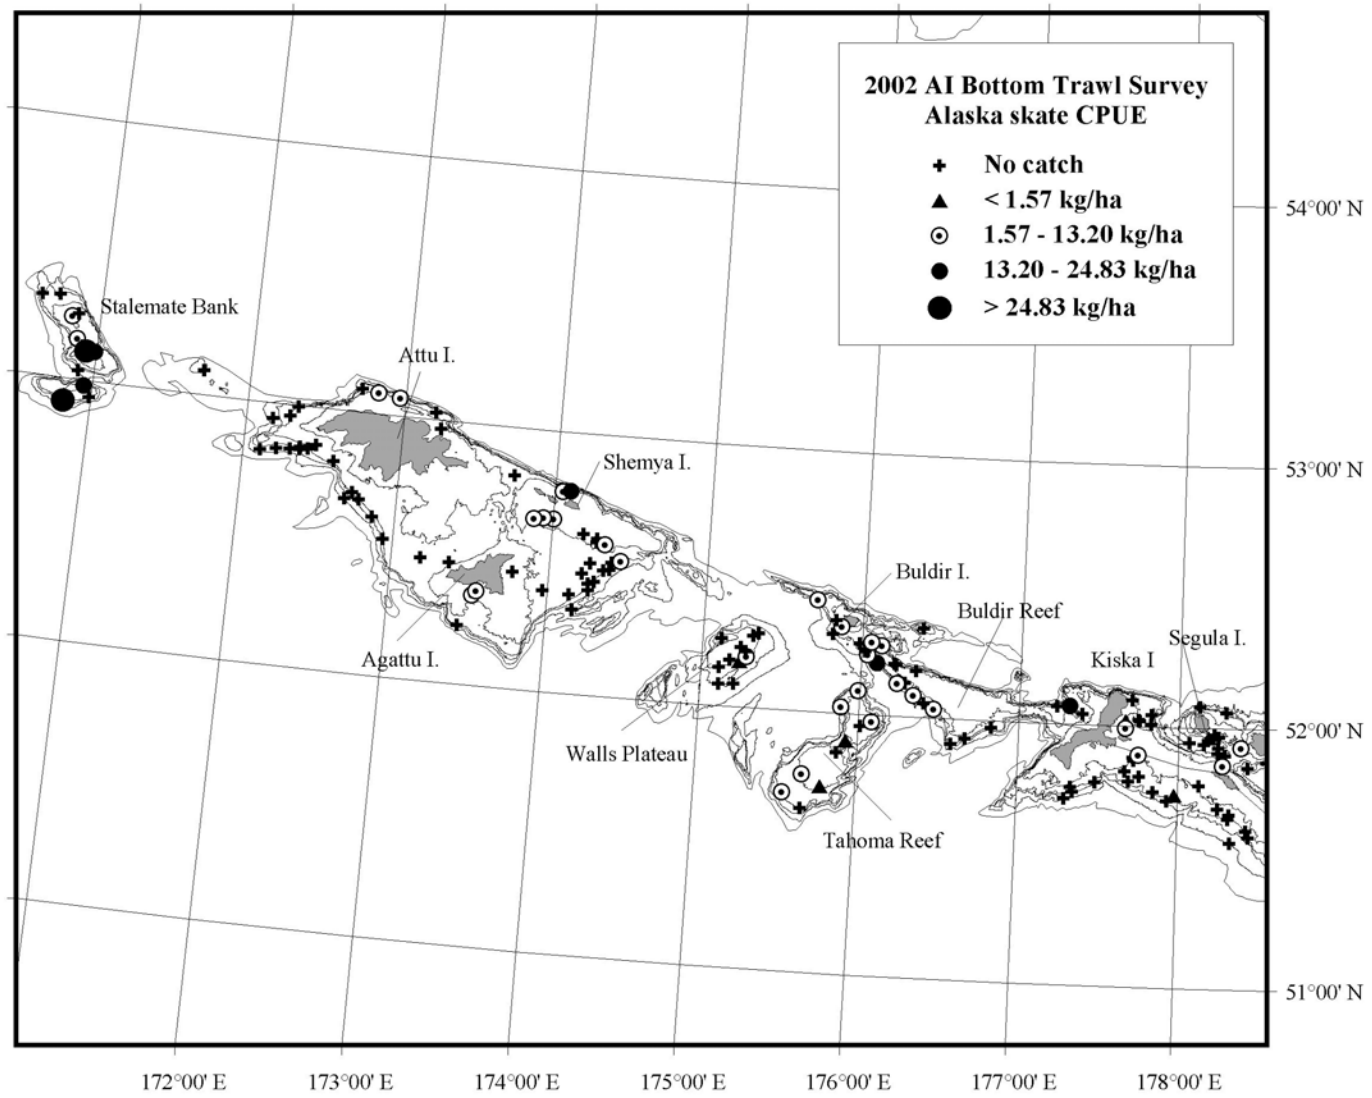 2002 AI Bottom Trawl Survey
Alaska skate CPUE
No catch
< 1.57 kg/ha
1.57 - 13.20 kg/ha
13.20 - 24.83 kg/ha
> 24.83 kg/ha
54°00' N
Stalemate Bank
Attu I.
Shemya I.
53°00' N
Buldir I.
Buldir Reef
Segula I.
Kiska I
Agattu I.
52°00' N
Walls Plateau
Tahoma Reef
51°00' N
172°00' E
173°00' E
174°00' E
175°00' E
176°00' E
177°00' E
178°00' E